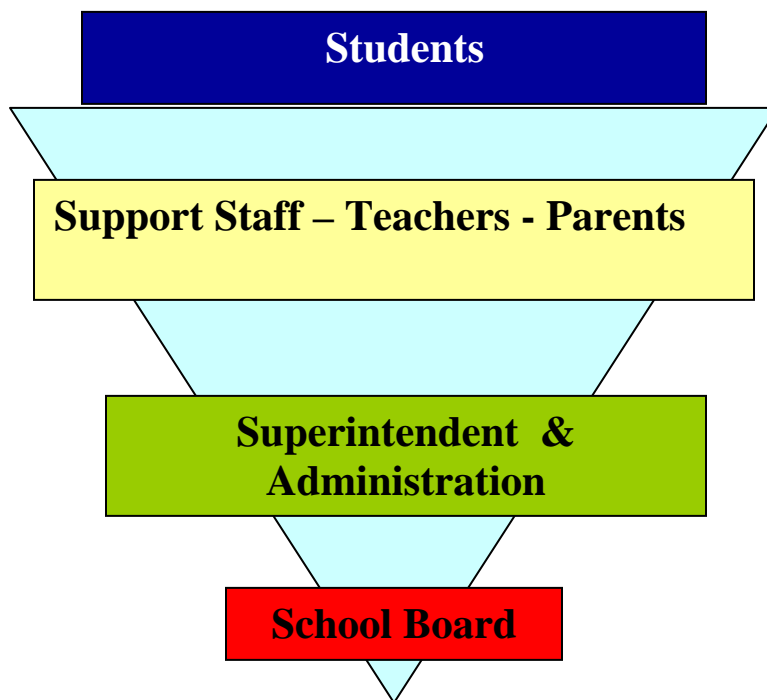 Students
Support Staff – Teachers - Parents
Superintendent & 
Administration
School Board